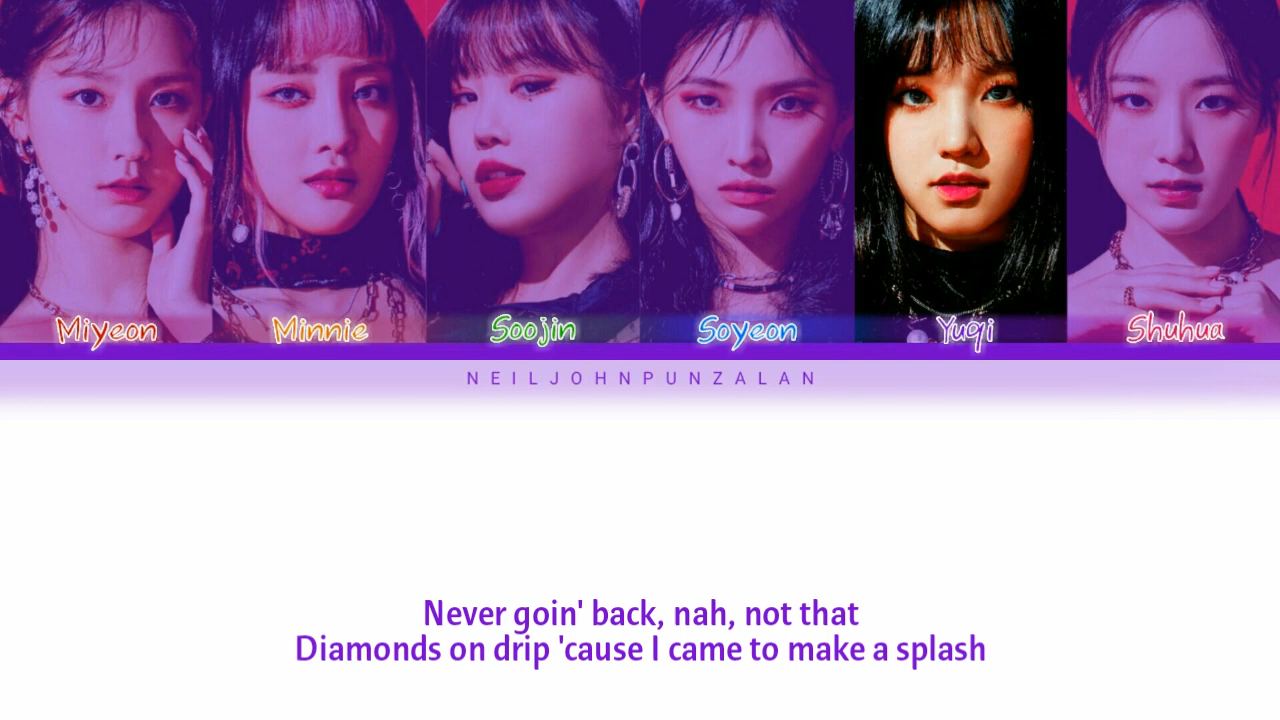 Miyeon Minnie Soojin Soyeon Yuqi Shuhua
NEILJOHNPUNZALAN
Never goin' back, nah, not that
Diamonds on drip 'cause I came to make a splash